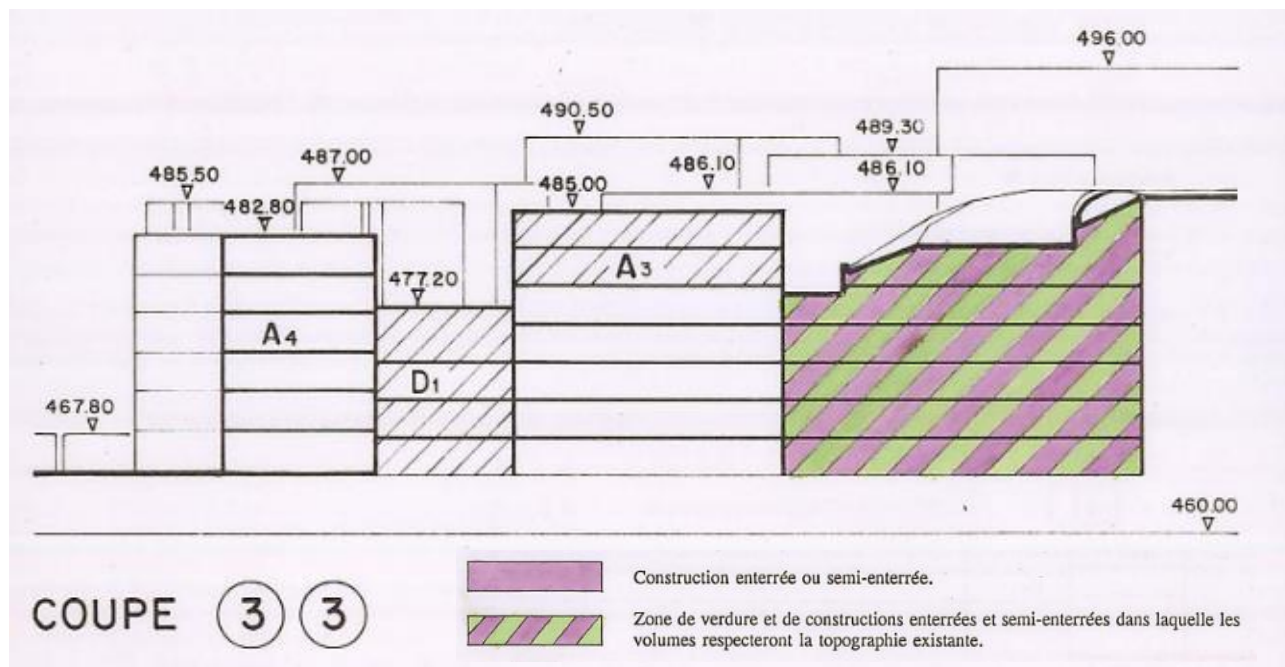 496.00
490.50
489.30
487.00
486.10
486.10
485.50
485.00
482.80
477.20
A3
A4
D1
467.80
460.00
COUPE 3 3
Construction enterrée ou semi-enterrée.
Zone de verdure et de constructions enterrées et semi-enterrées dans laquelle les
volumes respecteront la topographie existante.